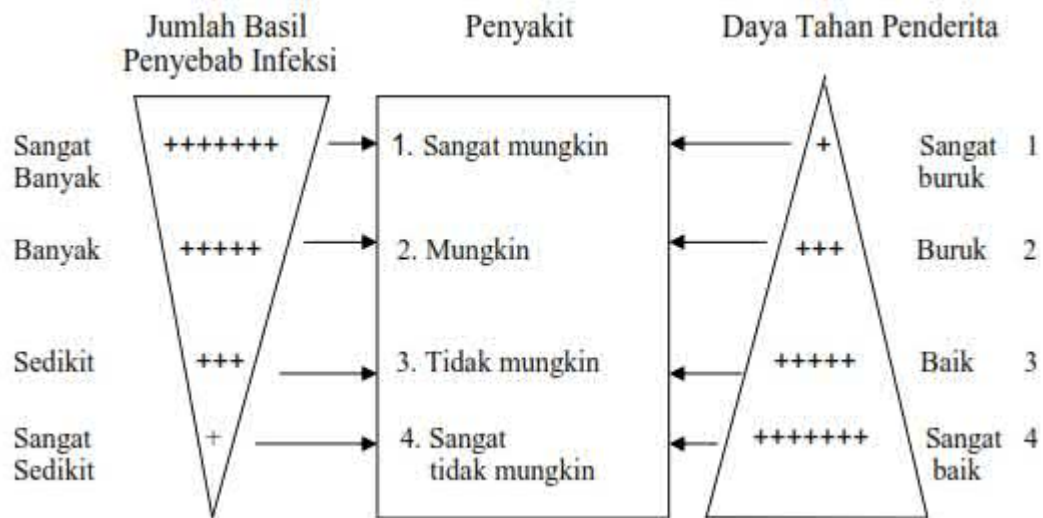 Jumlah Basil
Penyebab Infeksi
Penyakit
Daya Tahan Penderita
Sangat
Banyak
+++++++
1. Sangat mungkin
+
Sangat 1
buruk
Banyak
+++++
2. Mungkin
+++
Buruk 2
Sedikit
+++
3. Tidak mungkin
+++++
Baik 3
Sangat
Sedikit
+
4. Sangat
tidak mungkin
+++++++
Sangat 4
baik